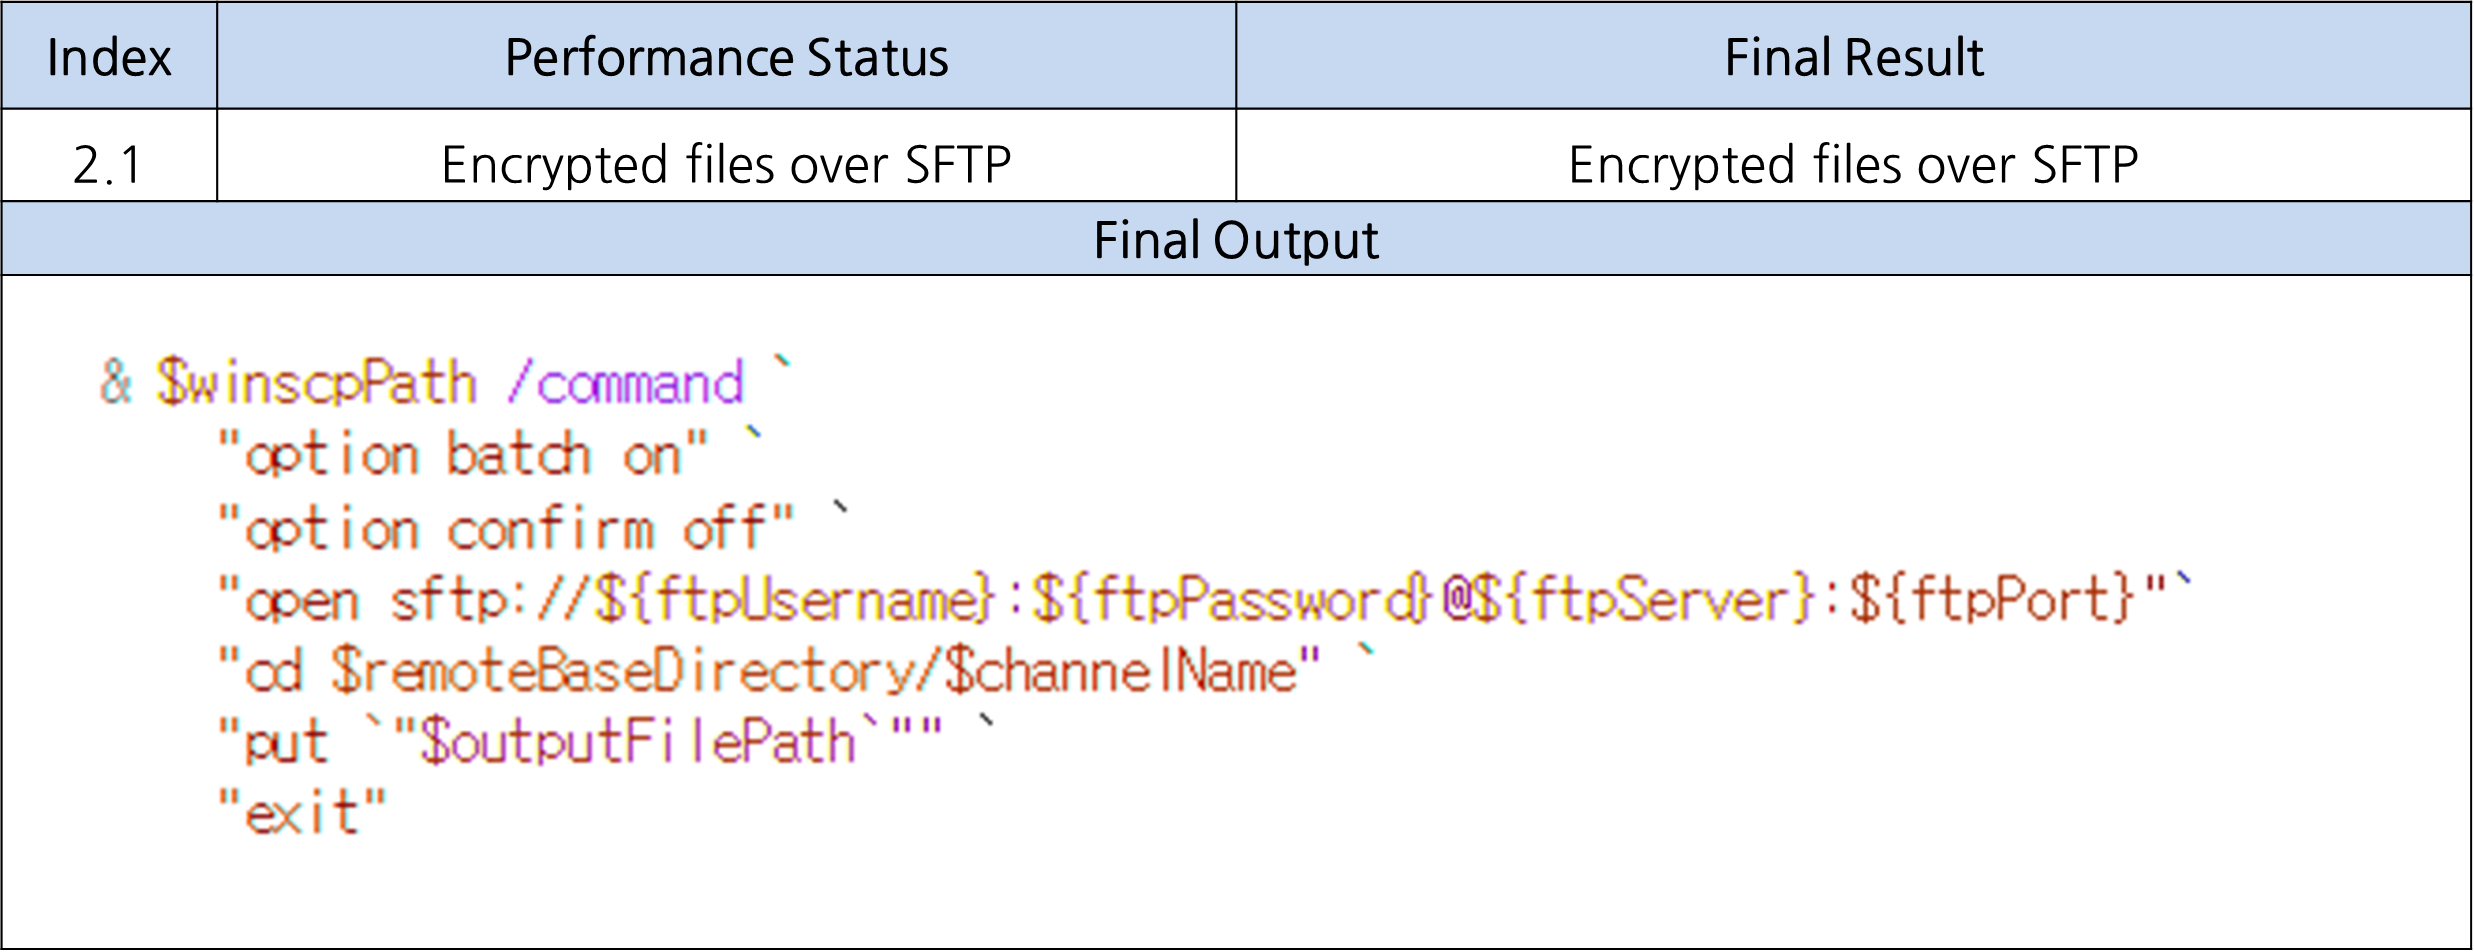 Index Performance Status Final Result
2.1 Encrypted files over SFTP Encrypted files over SFTP
Final Output
& $winscpPath /command `
"option batch on" `
"option confirm off" `
"open sftp://${ftpUsername}:${ftpPassword}@${ftpServer}:${ftpPort}"`
"cd $remoteBaseDirectory/$channelName" `
"put `"$outputFilePath`"" `
"exit"